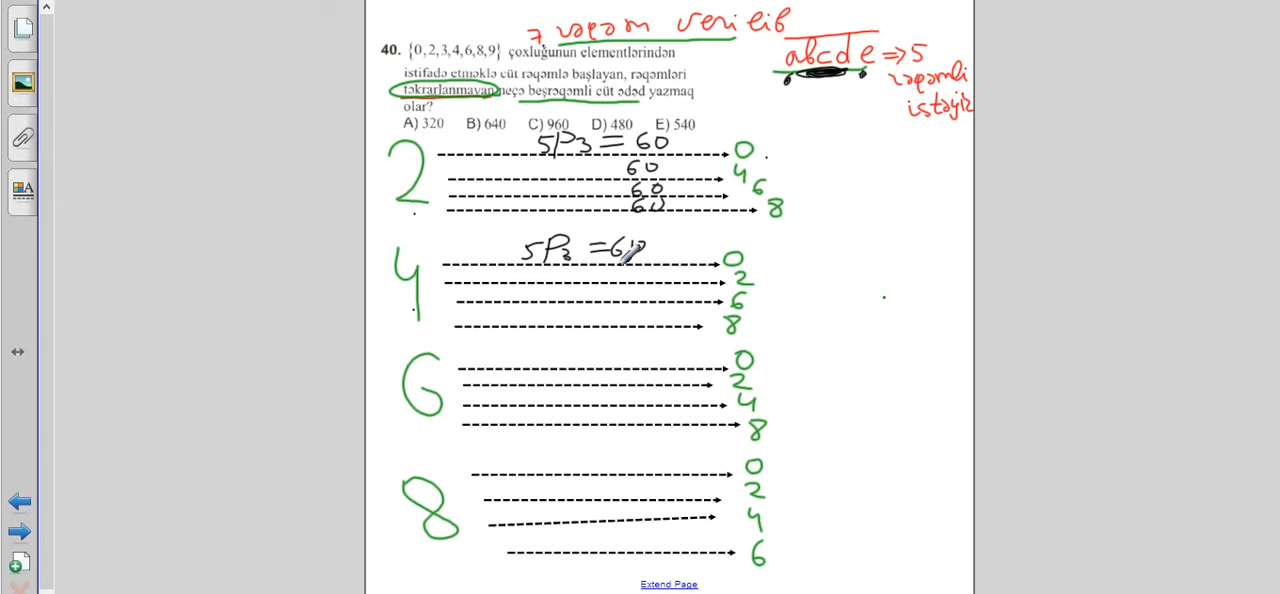 7 rəqəm verilib
40. {0,2,3,4,6,8,9} çoxluğunun elementlərindən
istifadə etməklə cüt rəqəmlə başlayan, rəqəmləri
təkrarlanmayan neçə beşrəqəmli cüt ədəd yazmaq
olar?
A) 320 B) 640 C) 960 D) 480 E) 540
abcde ⇒ 5
rəqəmli
istəyir
2
5P3 = 60
0
60
4
60
6
60
8
4
5P3 = 60
0
2
6
8
6
0
2
4
8
8
0
2
4
6
Extend Page